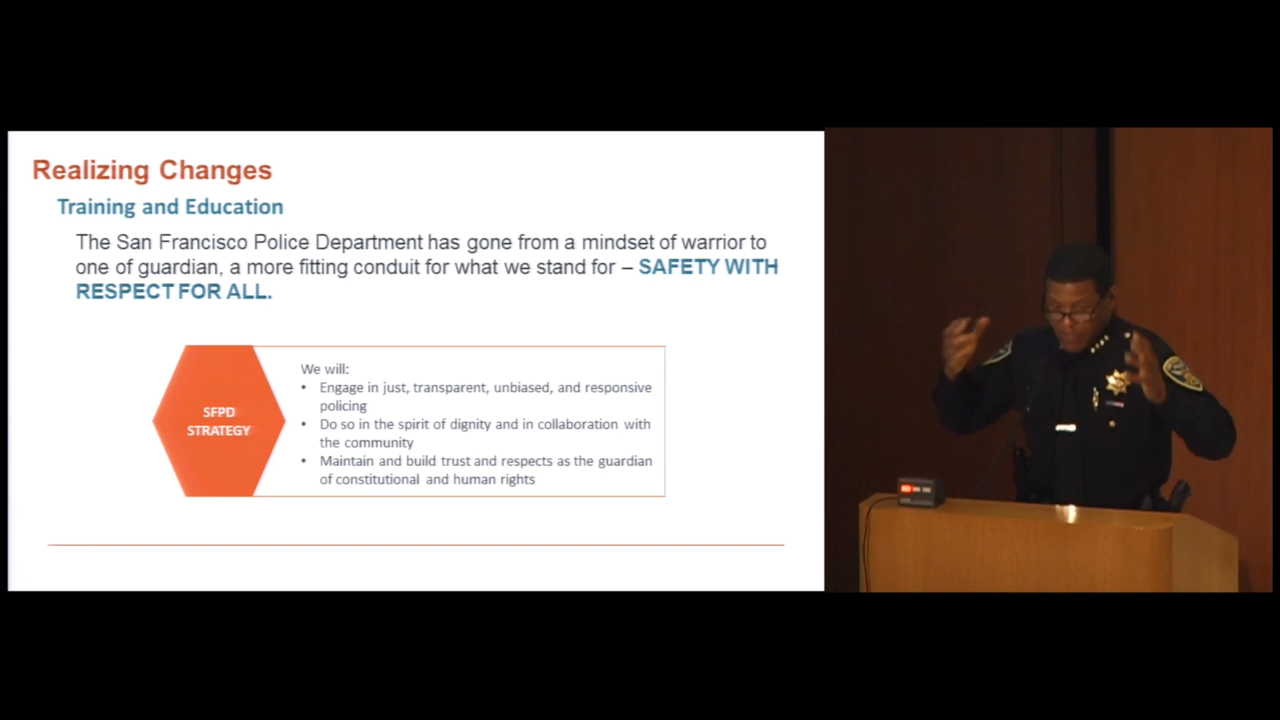 Realizing Changes
Training and Education
The San Francisco Police Department has gone from a mindset of warrior to
one of guardian, a more fitting conduit for what we stand for – SAFETY WITH
RESPECT FOR ALL.
SFPD
STRATEGY
We will:
• Engage in just, transparent, unbiased, and responsive
policing
• Do so in the spirit of dignity and in collaboration with
the community
• Maintain and build trust and respects as the guardian
of constitutional and human rights